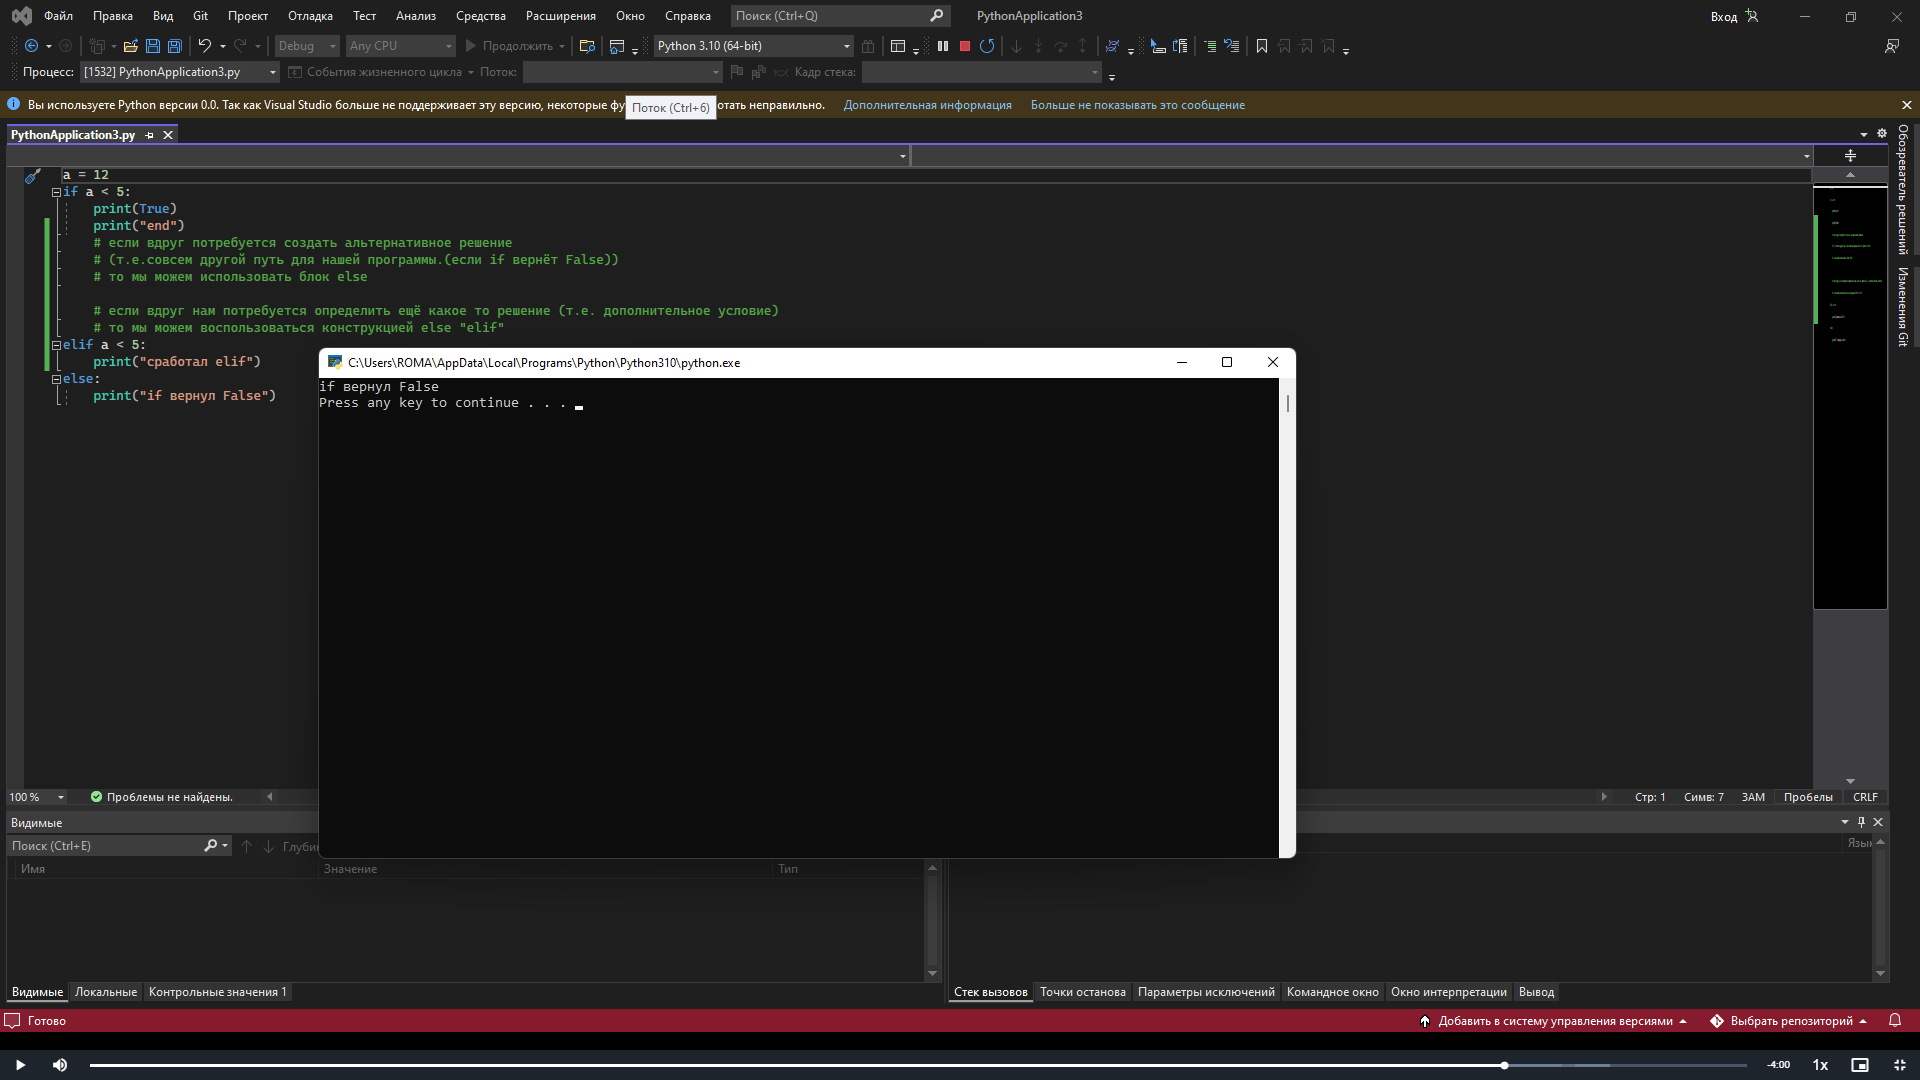 Файл Правка Вид Git Проект Отладка Тест Анализ Средства Расширения Окно Справка Поиск (Ctrl+Q) PythonApplication3 Вход
Debug Any CPU Продолжить Python 3.10 (64-bit)
Процесс: [1532] PythonApplication3.py События жизненного цикла Поток: Кадр стека:
Вы используете Python версии 0.0. Так как Visual Studio больше не поддерживает эту версию, некоторые фу отать неправильно. Дополнительная информация Больше не показывать это сообщение
Поток (Ctrl+6)
PythonApplication3.py
Обозреватель решений
Изменения Git
a = 12
if a < 5:
print(True)
print("end")
# если вдруг потребуется создать альтернативное решение
# (т.е.совсем другой путь для нашей программы.(если if вернёт False))
# то мы можем использовать блок else
# если вдруг нам потребуется определить ещё какое то решение (т.е. дополнительное условие)
# то мы можем воспользоваться конструкцией else "elif"
elif a < 5:
print("сработал elif")
else:
print("if вернул False")
C:\Users\ROMA\AppData\Local\Programs\Python\Python310\python.exe
if вернул False
Press any key to continue . . .
100 % Проблемы не найдены. Стр: 1 Симв: 7 ЗАМ Пробелы CRLF
Видимые
Поиск (Ctrl+E) Глуби Язык
Имя Значение Тип
Видимые Локальные Контрольные значения 1 Стек вызовов Точки останова Параметры исключений Командное окно Окно интерпретации Вывод
Готово Добавить в систему управления версиями Выбрать репозиторий
-4:00 1x